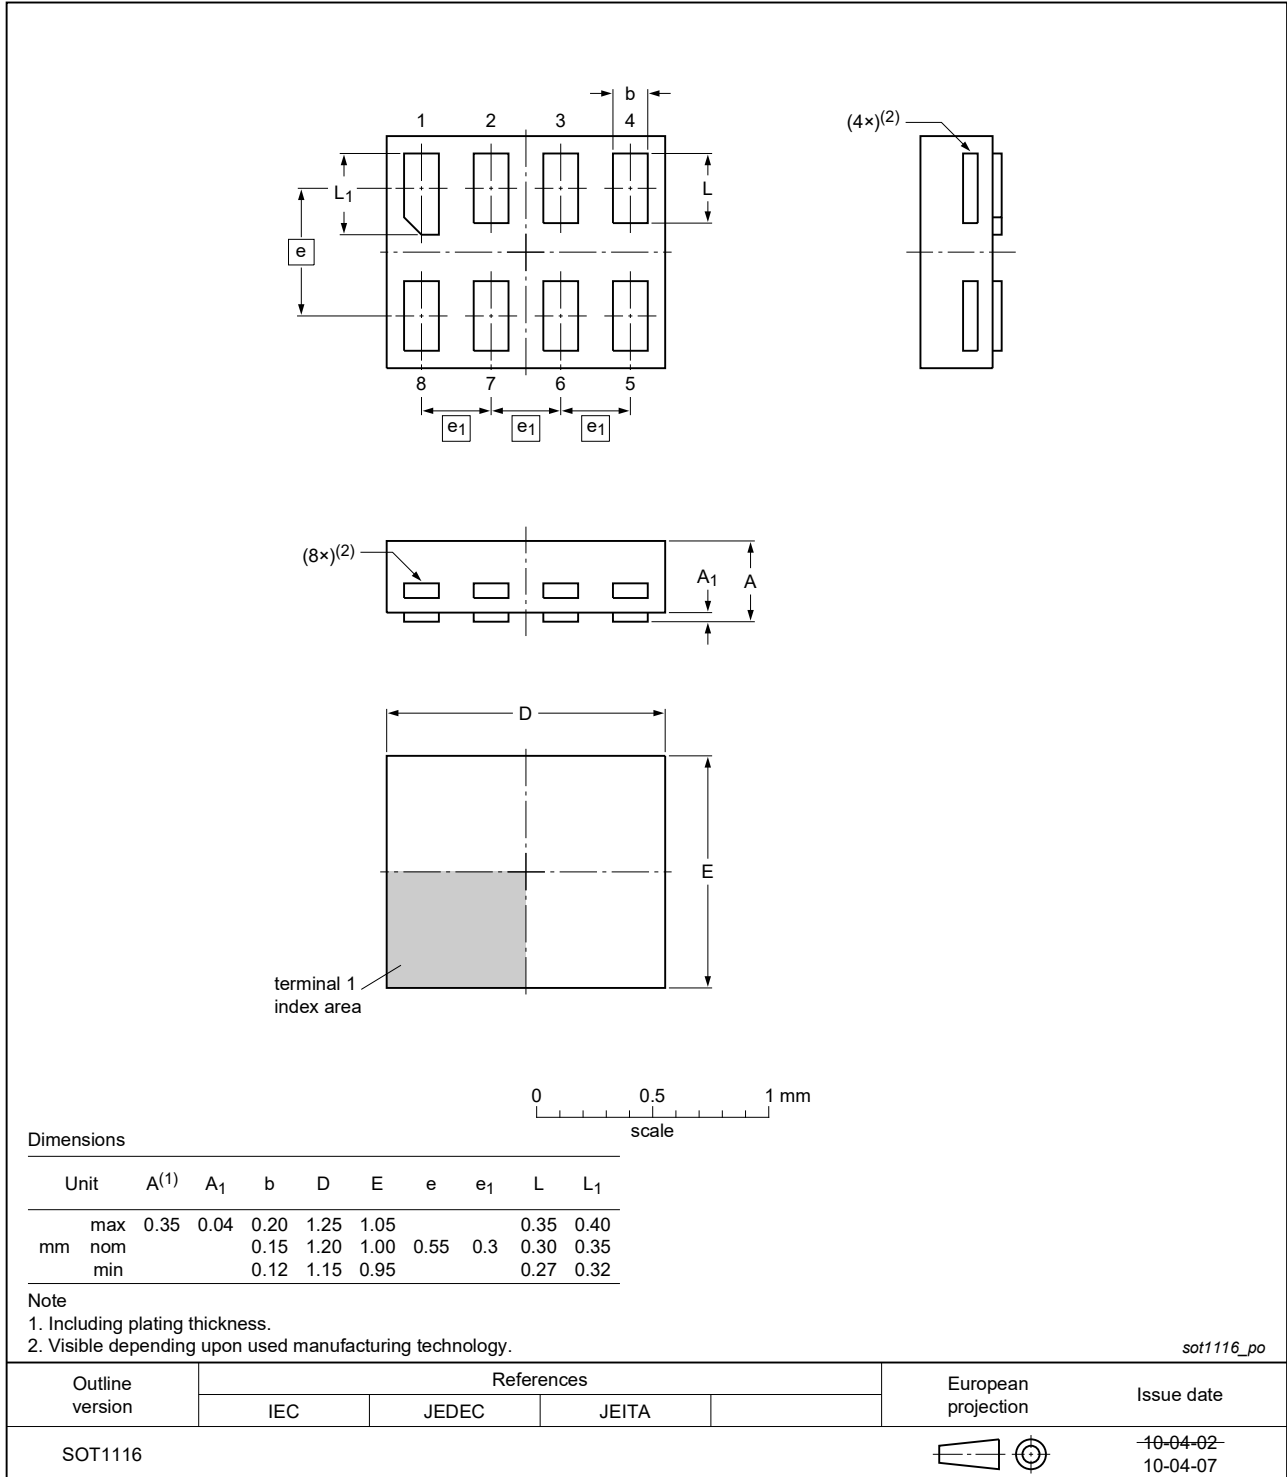 b
1 2 3 4
(4×)(2)
L1
L
e
8 7 6 5
e1 e1 e1
(8×)(2)
A1 A
D
E
terminal 1
index area
0 0.5 1 mm
scale
Dimensions
Unit A(1) A1 b D E e e1 L L1
max 0.35 0.04 0.20 1.25 1.05 0.35 0.40
mm nom 0.15 1.20 1.00 0.55 0.3 0.30 0.35
min 0.12 1.15 0.95 0.27 0.32
Note
1. Including plating thickness.
2. Visible depending upon used manufacturing technology.
sot1116_po
Outline
version
References
IEC JEDEC JEITA
European
projection
Issue date
SOT1116
10-04-02
10-04-07